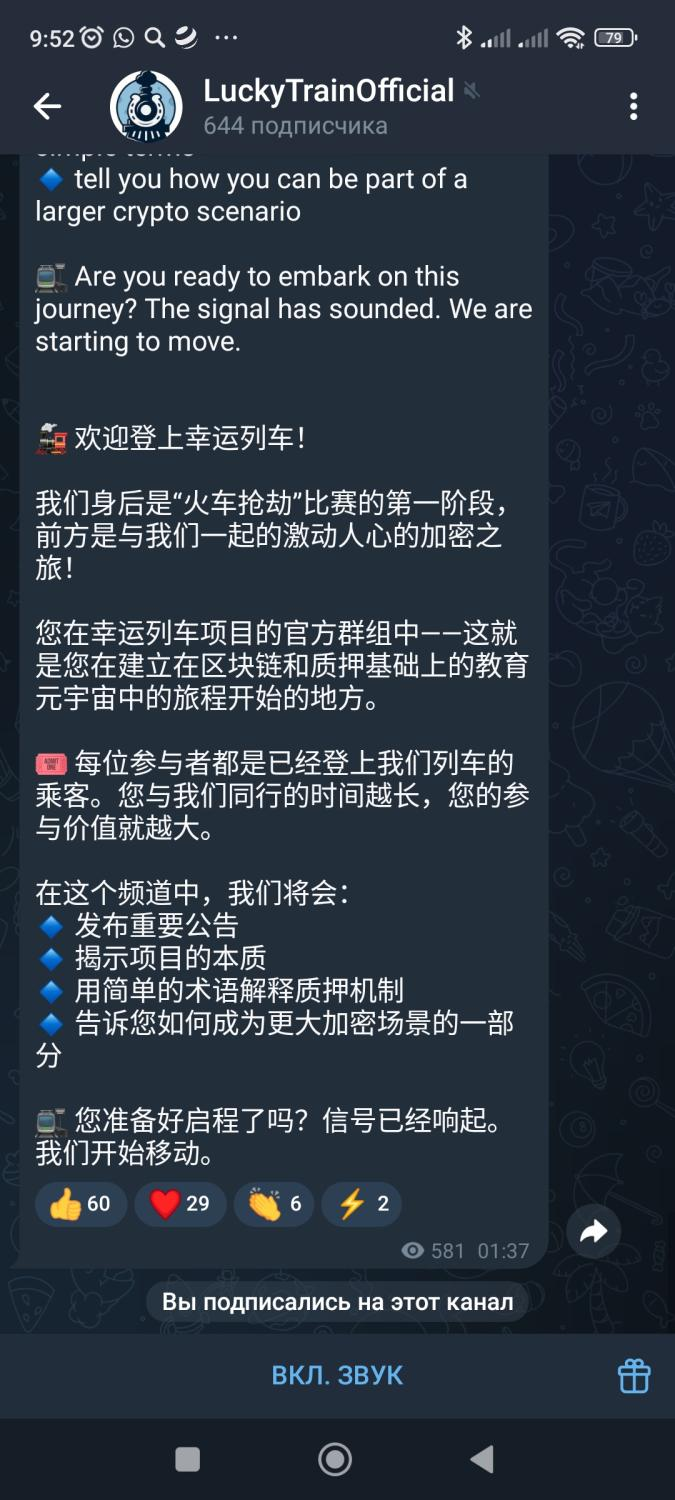 9:52
79
LuckyTrainOfficial
644 подписчика
simple terms
🔹 tell you how you can be part of a
larger crypto scenario
🚈 Are you ready to embark on this
journey? The signal has sounded. We are
starting to move.
🚂 欢迎登上幸运列车！
我们身后是“火车抢劫”比赛的第一阶段，
前方是与我们一起的激动人心的加密之
旅！
您在幸运列车项目的官方群组中——这就
是您在建立在区块链和质押基础上的教育
元宇宙中的旅程开始的地方。
🎟 每位参与者都是已经登上我们列车的
乘客。您与我们同行的时间越长，您的参
与价值就越大。
在这个频道中，我们将会：
🔹 发布重要公告
🔹 揭示项目的本质
🔹 用简单的术语解释质押机制
🔹 告诉您如何成为更大加密场景的一部
分
🚈 您准备好启程了吗？信号已经响起。
我们开始移动。
👍 60 ❤ 29 👏 6 ⚡ 2
581 01:37
Вы подписались на этот канал
ВКЛ. ЗВУК